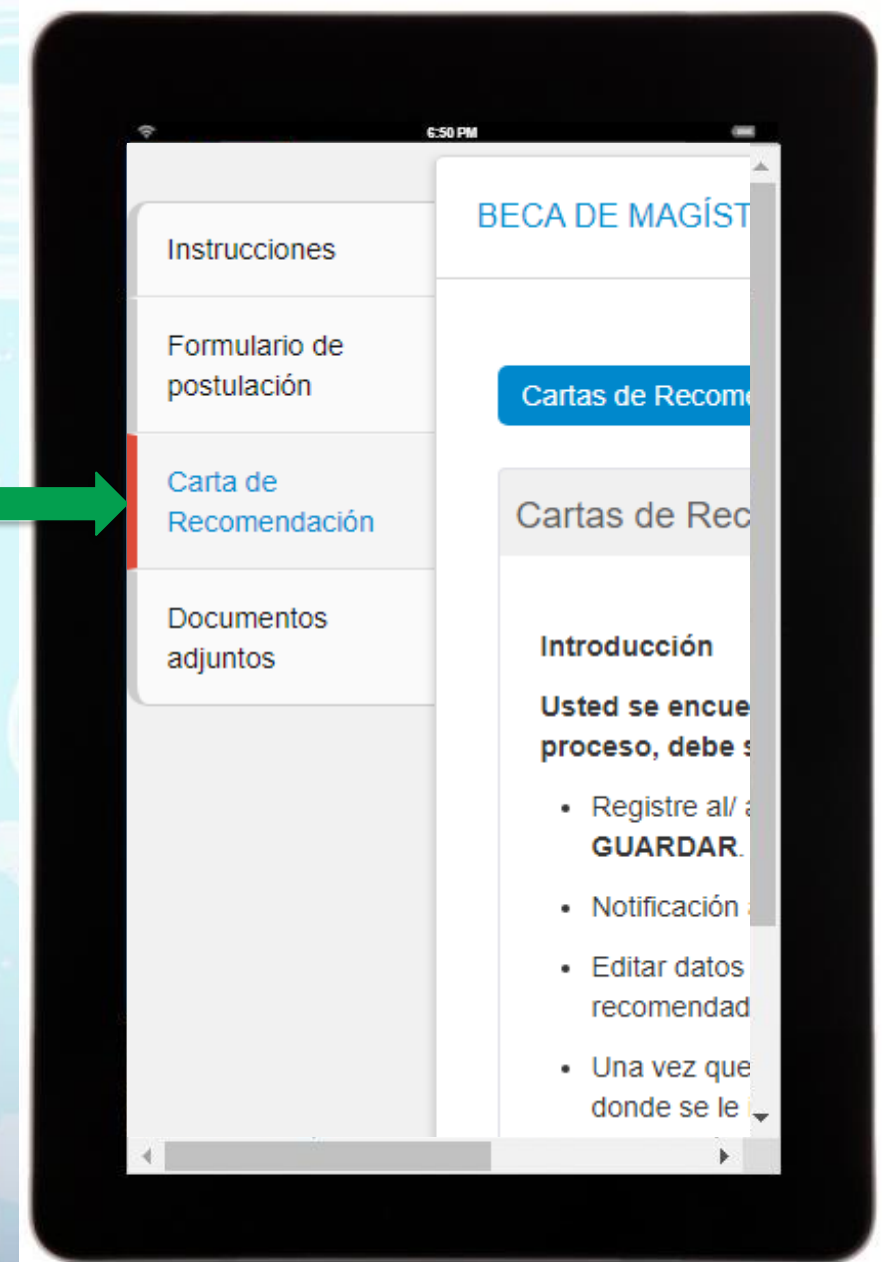 6:50 PM
Instrucciones
Formulario de
postulación
Carta de
Recomendación
Documentos
adjuntos
BECA DE MAGÍST
Cartas de Recom
Cartas de Rec
Introducción
Usted se encue
proceso, debe s
Registre al/ a
GUARDAR.
Notificación
Editar datos
recomendad
Una vez que
donde se le